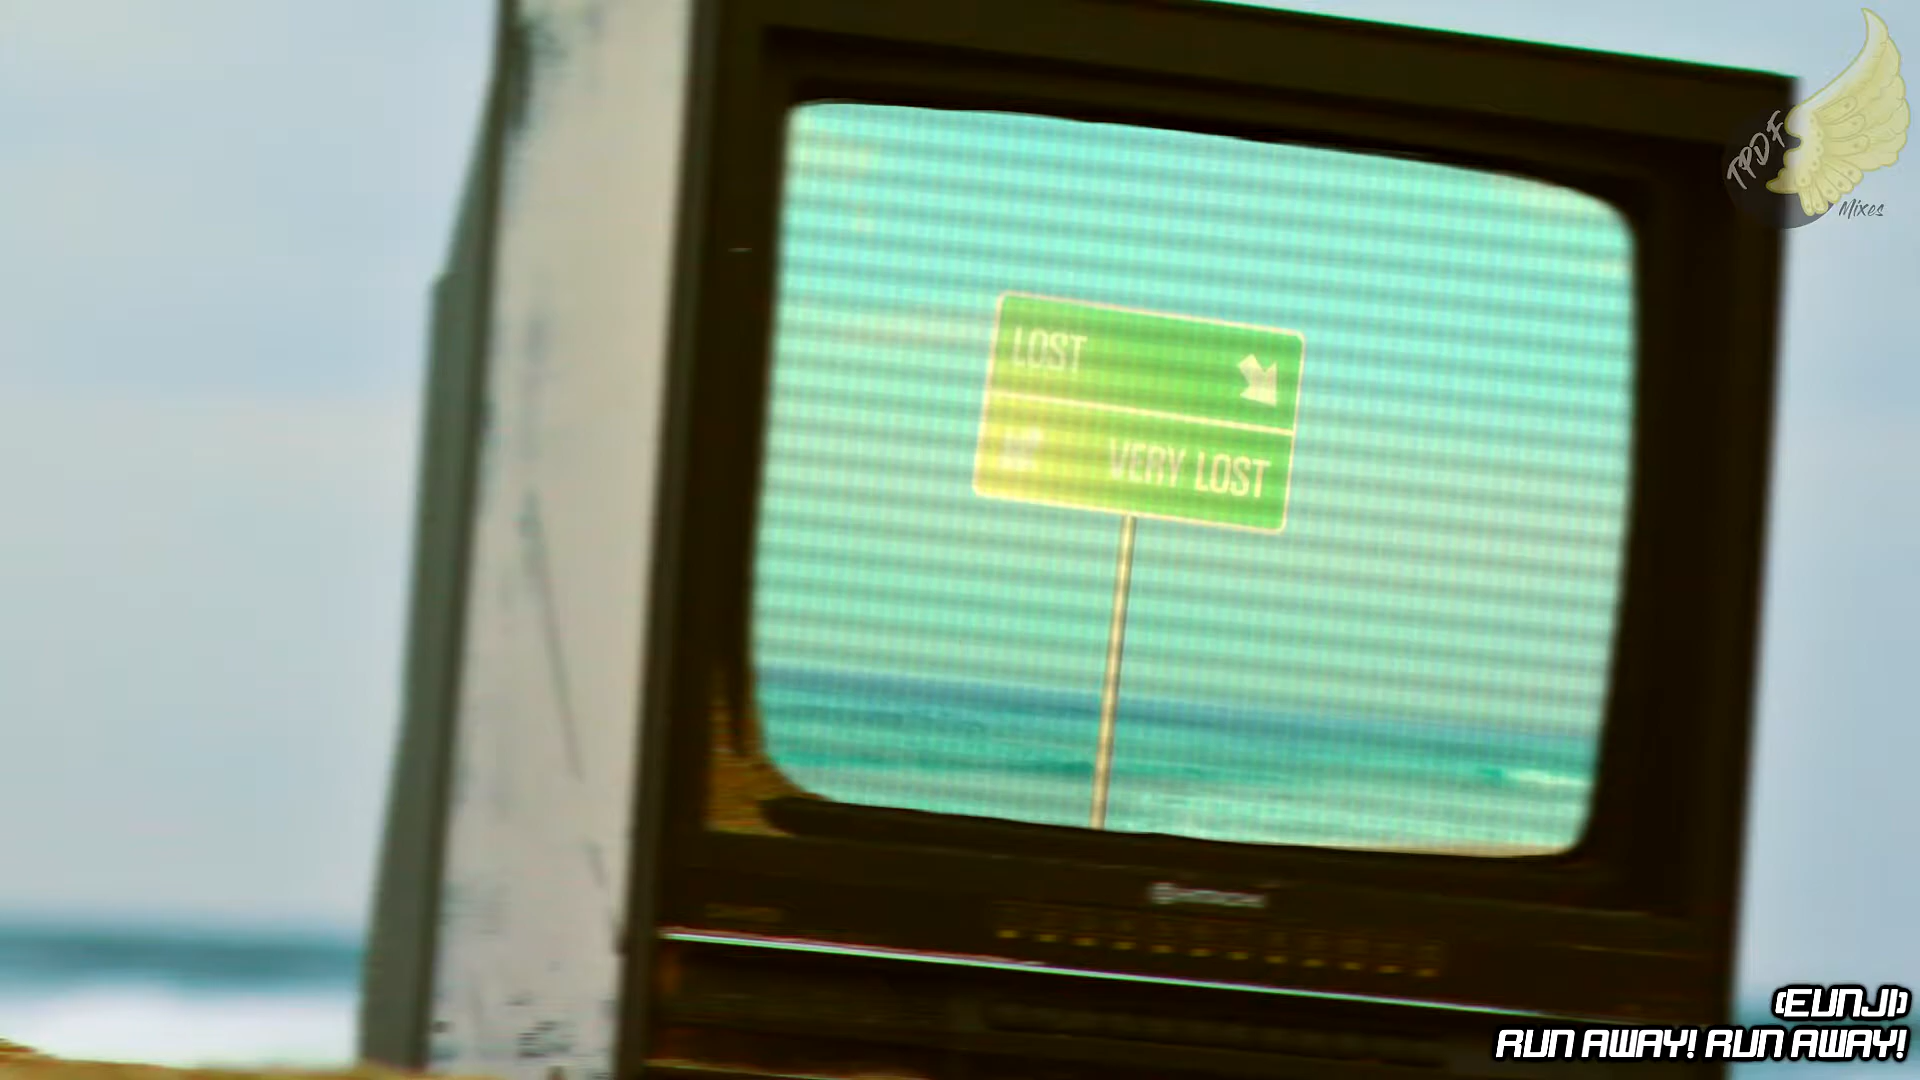 TPDF
Mixes
LOST
VERY LOST
(EUNJI)
RUN AWAY! RUN AWAY!